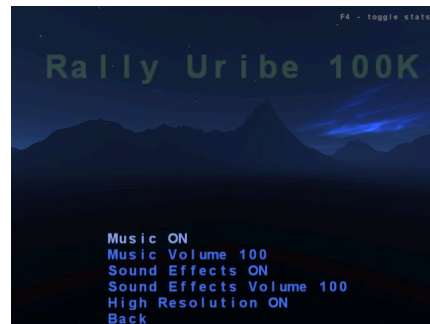 F4 - toggle stats
Rally Uribe 100K
Music ON
Music Volume 100
Sound Effects ON
Sound Effects Volume 100
High Resolution ON
Back